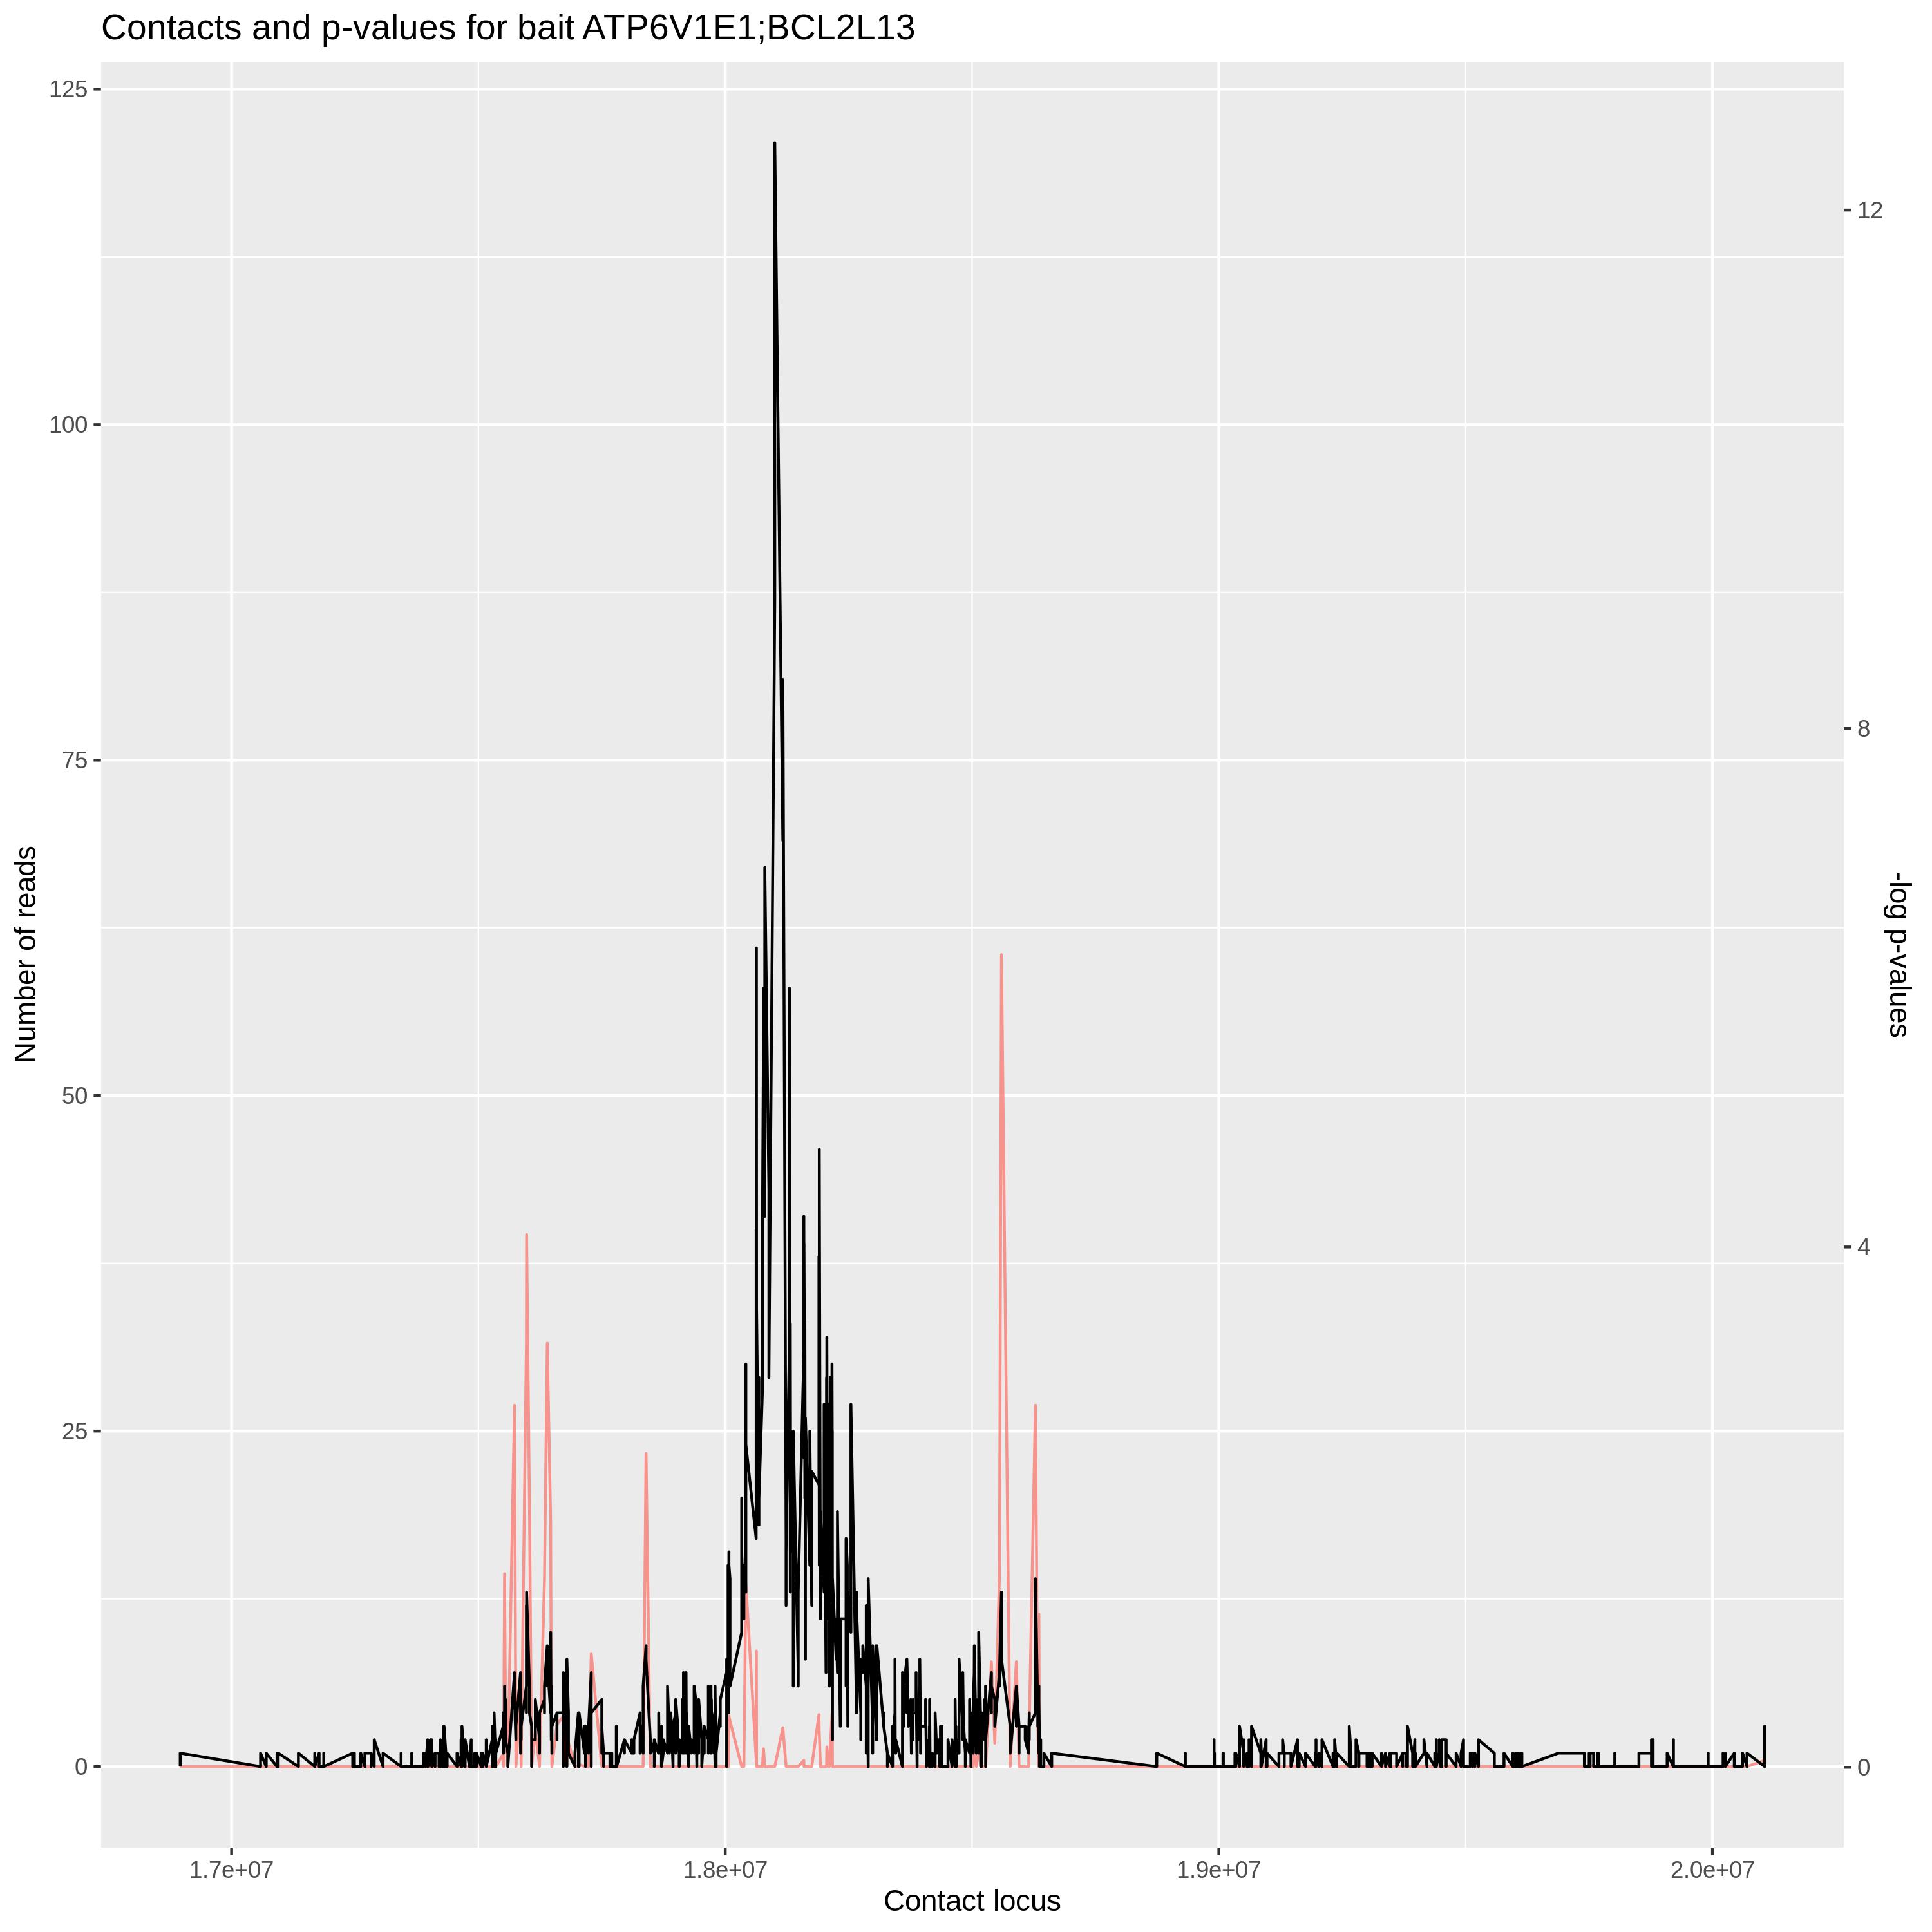 Contacts and p-values for bait ATP6V1E1;BCL2L13
125
100
75
50
25
0
Number of reads
12
8
4
0
-log p-values
1.7e+07
1.8e+07
1.9e+07
2.0e+07
Contact locus